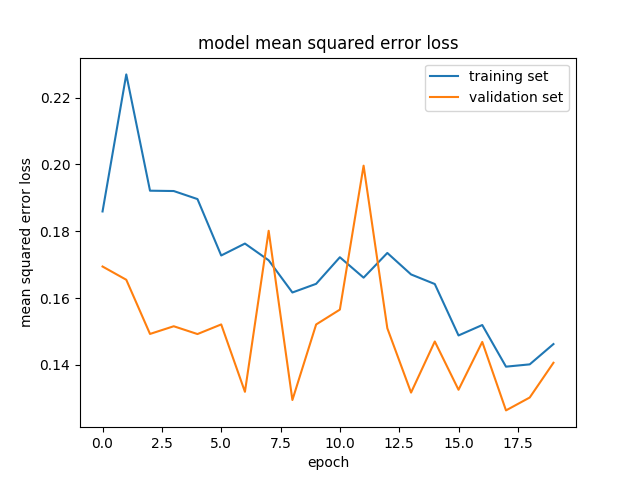 model mean squared error loss
training set
validation set
mean squared error loss
0.22
0.20
0.18
0.16
0.14
0.0
2.5
5.0
7.5
10.0
12.5
15.0
17.5
epoch